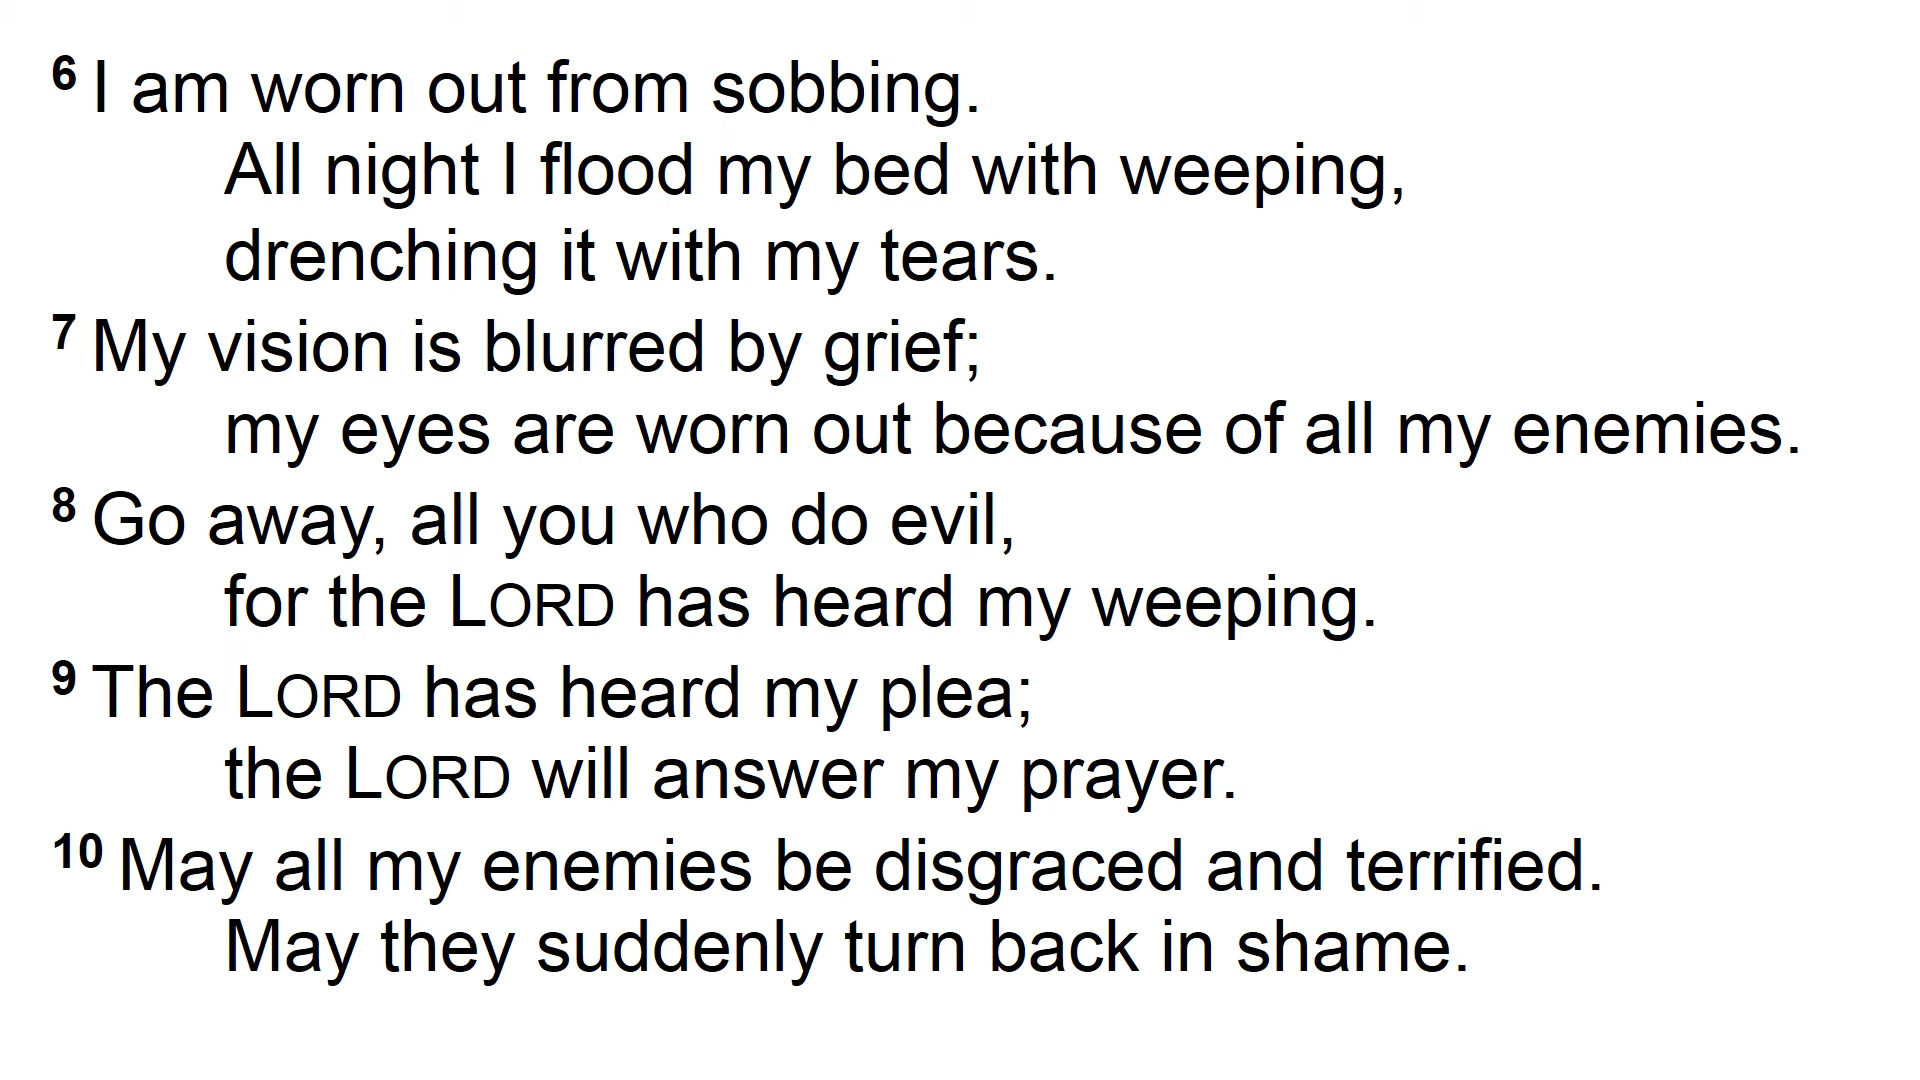 6 I am worn out from sobbing.
All night I flood my bed with weeping,
drenching it with my tears.
7 My vision is blurred by grief;
my eyes are worn out because of all my enemies.
8 Go away, all you who do evil,
for the LORD has heard my weeping.
9 The LORD has heard my plea;
the LORD will answer my prayer.
10 May all my enemies be disgraced and terrified.
May they suddenly turn back in shame.